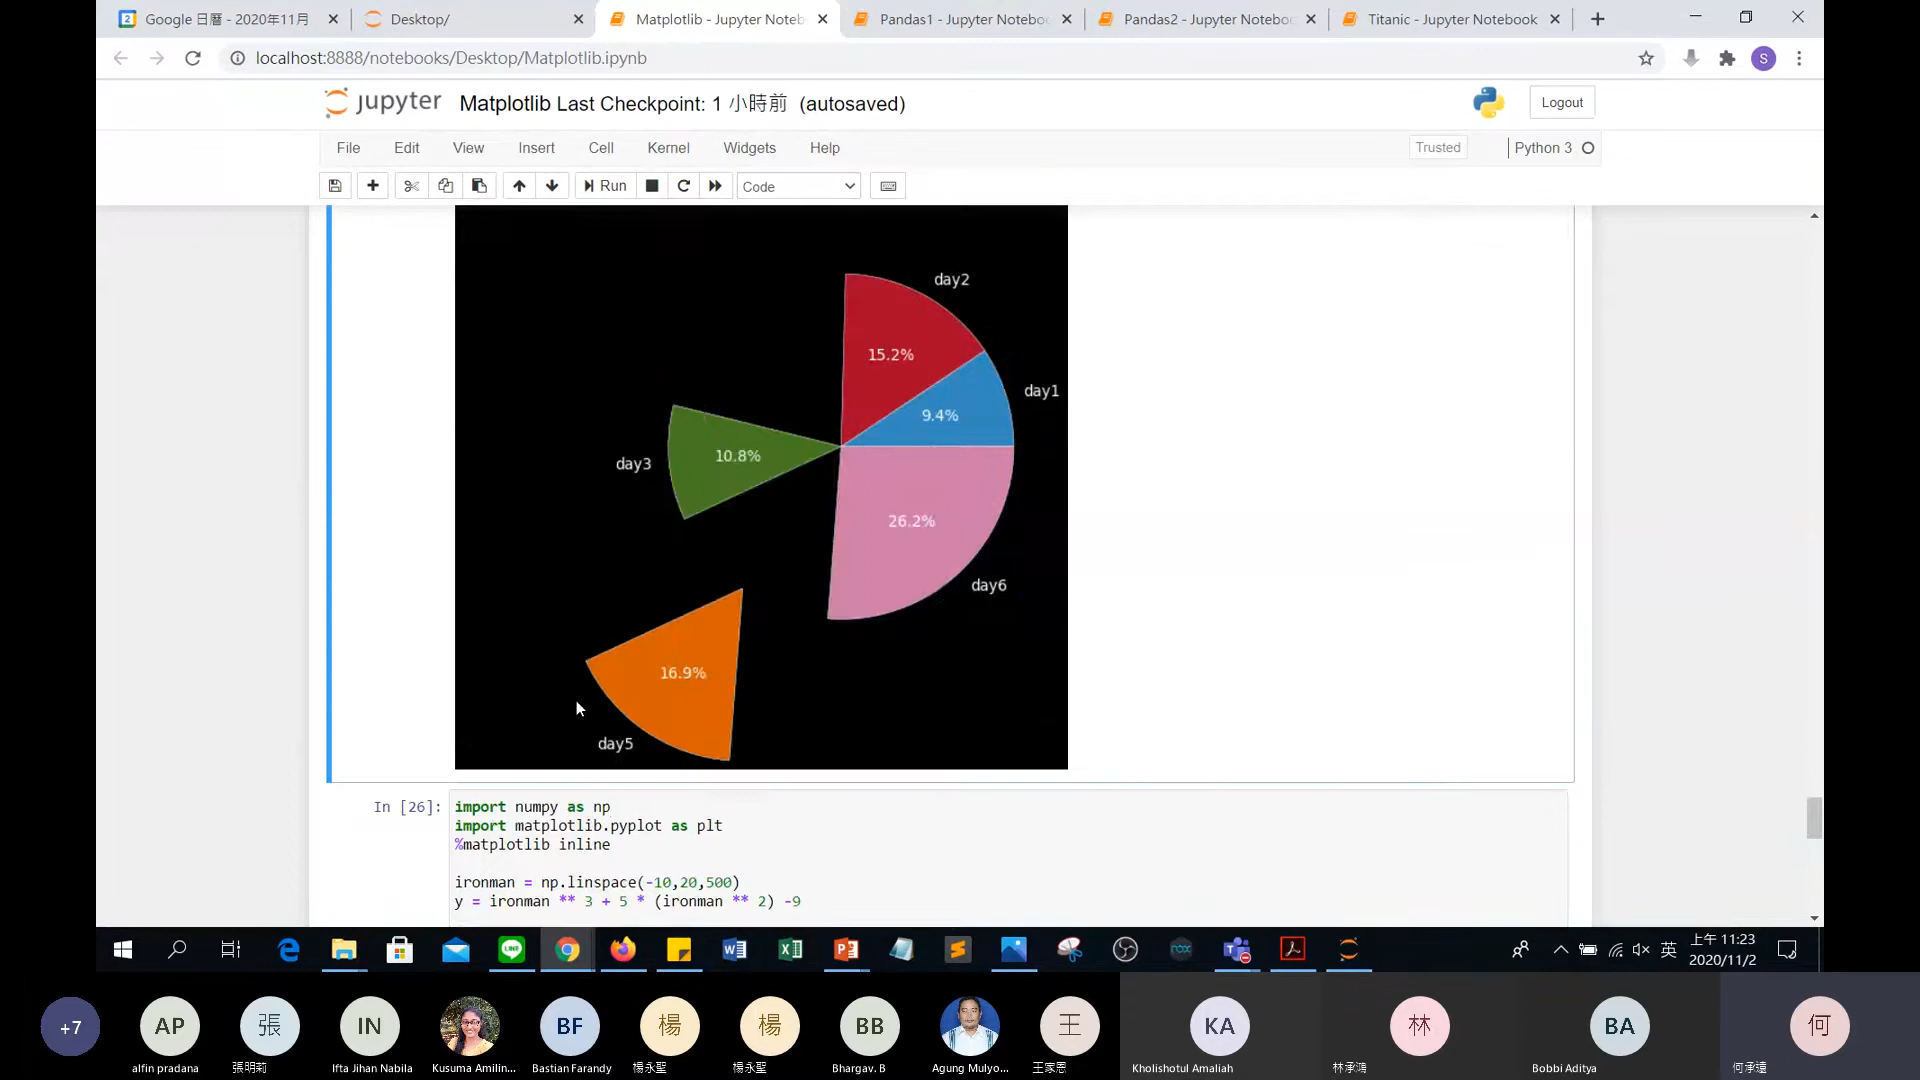 Google 日曆 - 2020年11月
Desktop/
Matplotlib - Jupyter Noteb
Pandas1 - Jupyter Notebo
Pandas2 - Jupyter Noteboo
Titanic - Jupyter Notebook
localhost:8888/notebooks/Desktop/Matplotlib.ipynb
S
jupyter
Matplotlib Last Checkpoint: 1 小時前 (autosaved)
Logout
File Edit View Insert Cell Kernel Widgets Help
Trusted
Python 3
Run
Code
day2
15.2%
day1
9.4%
day3
10.8%
26.2%
day6
16.9%
day5
In [26]:
import numpy as np
import matplotlib.pyplot as plt
%matplotlib inline
ironman = np.linspace(-10,20,500)
y = ironman ** 3 + 5 * (ironman ** 2) -9
英
上午 11:23
2020/11/2
+7
AP
張
IN
BF
楊
楊
BB
王
KA
林
BA
何
alfin pradana
張明莉
Ifta Jihan Nabila
Kusuma Amilin...
Bastian Farandy
楊永聖
楊永聖
Bhargav. B
Agung Mulyo...
王家恩
Kholishotul Amaliah
林承鴻
Bobbi Aditya